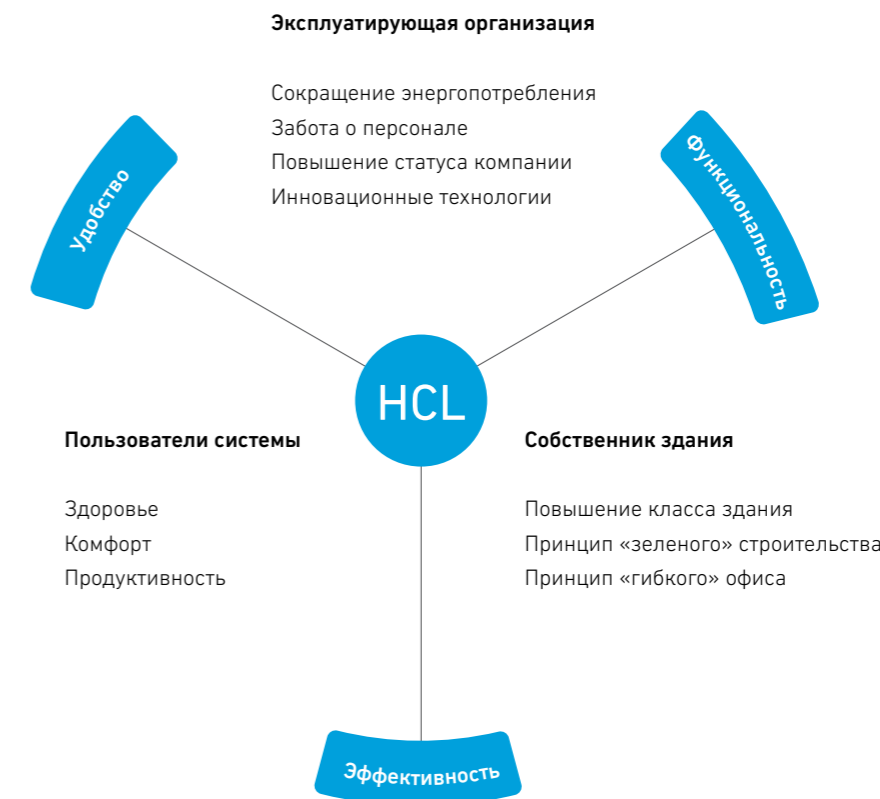 Эксплуатирующая организация
Сокращение энергопотребления
Забота о персонале
Повышение статуса компании
Инновационные технологии
Удобство
Функциональность
HCL
Пользователи системы
Здоровье
Комфорт
Продуктивность
Собственник здания
Повышение класса здания
Принцип «зеленого» строительства
Принцип «гибкого» офиса
Эффективность